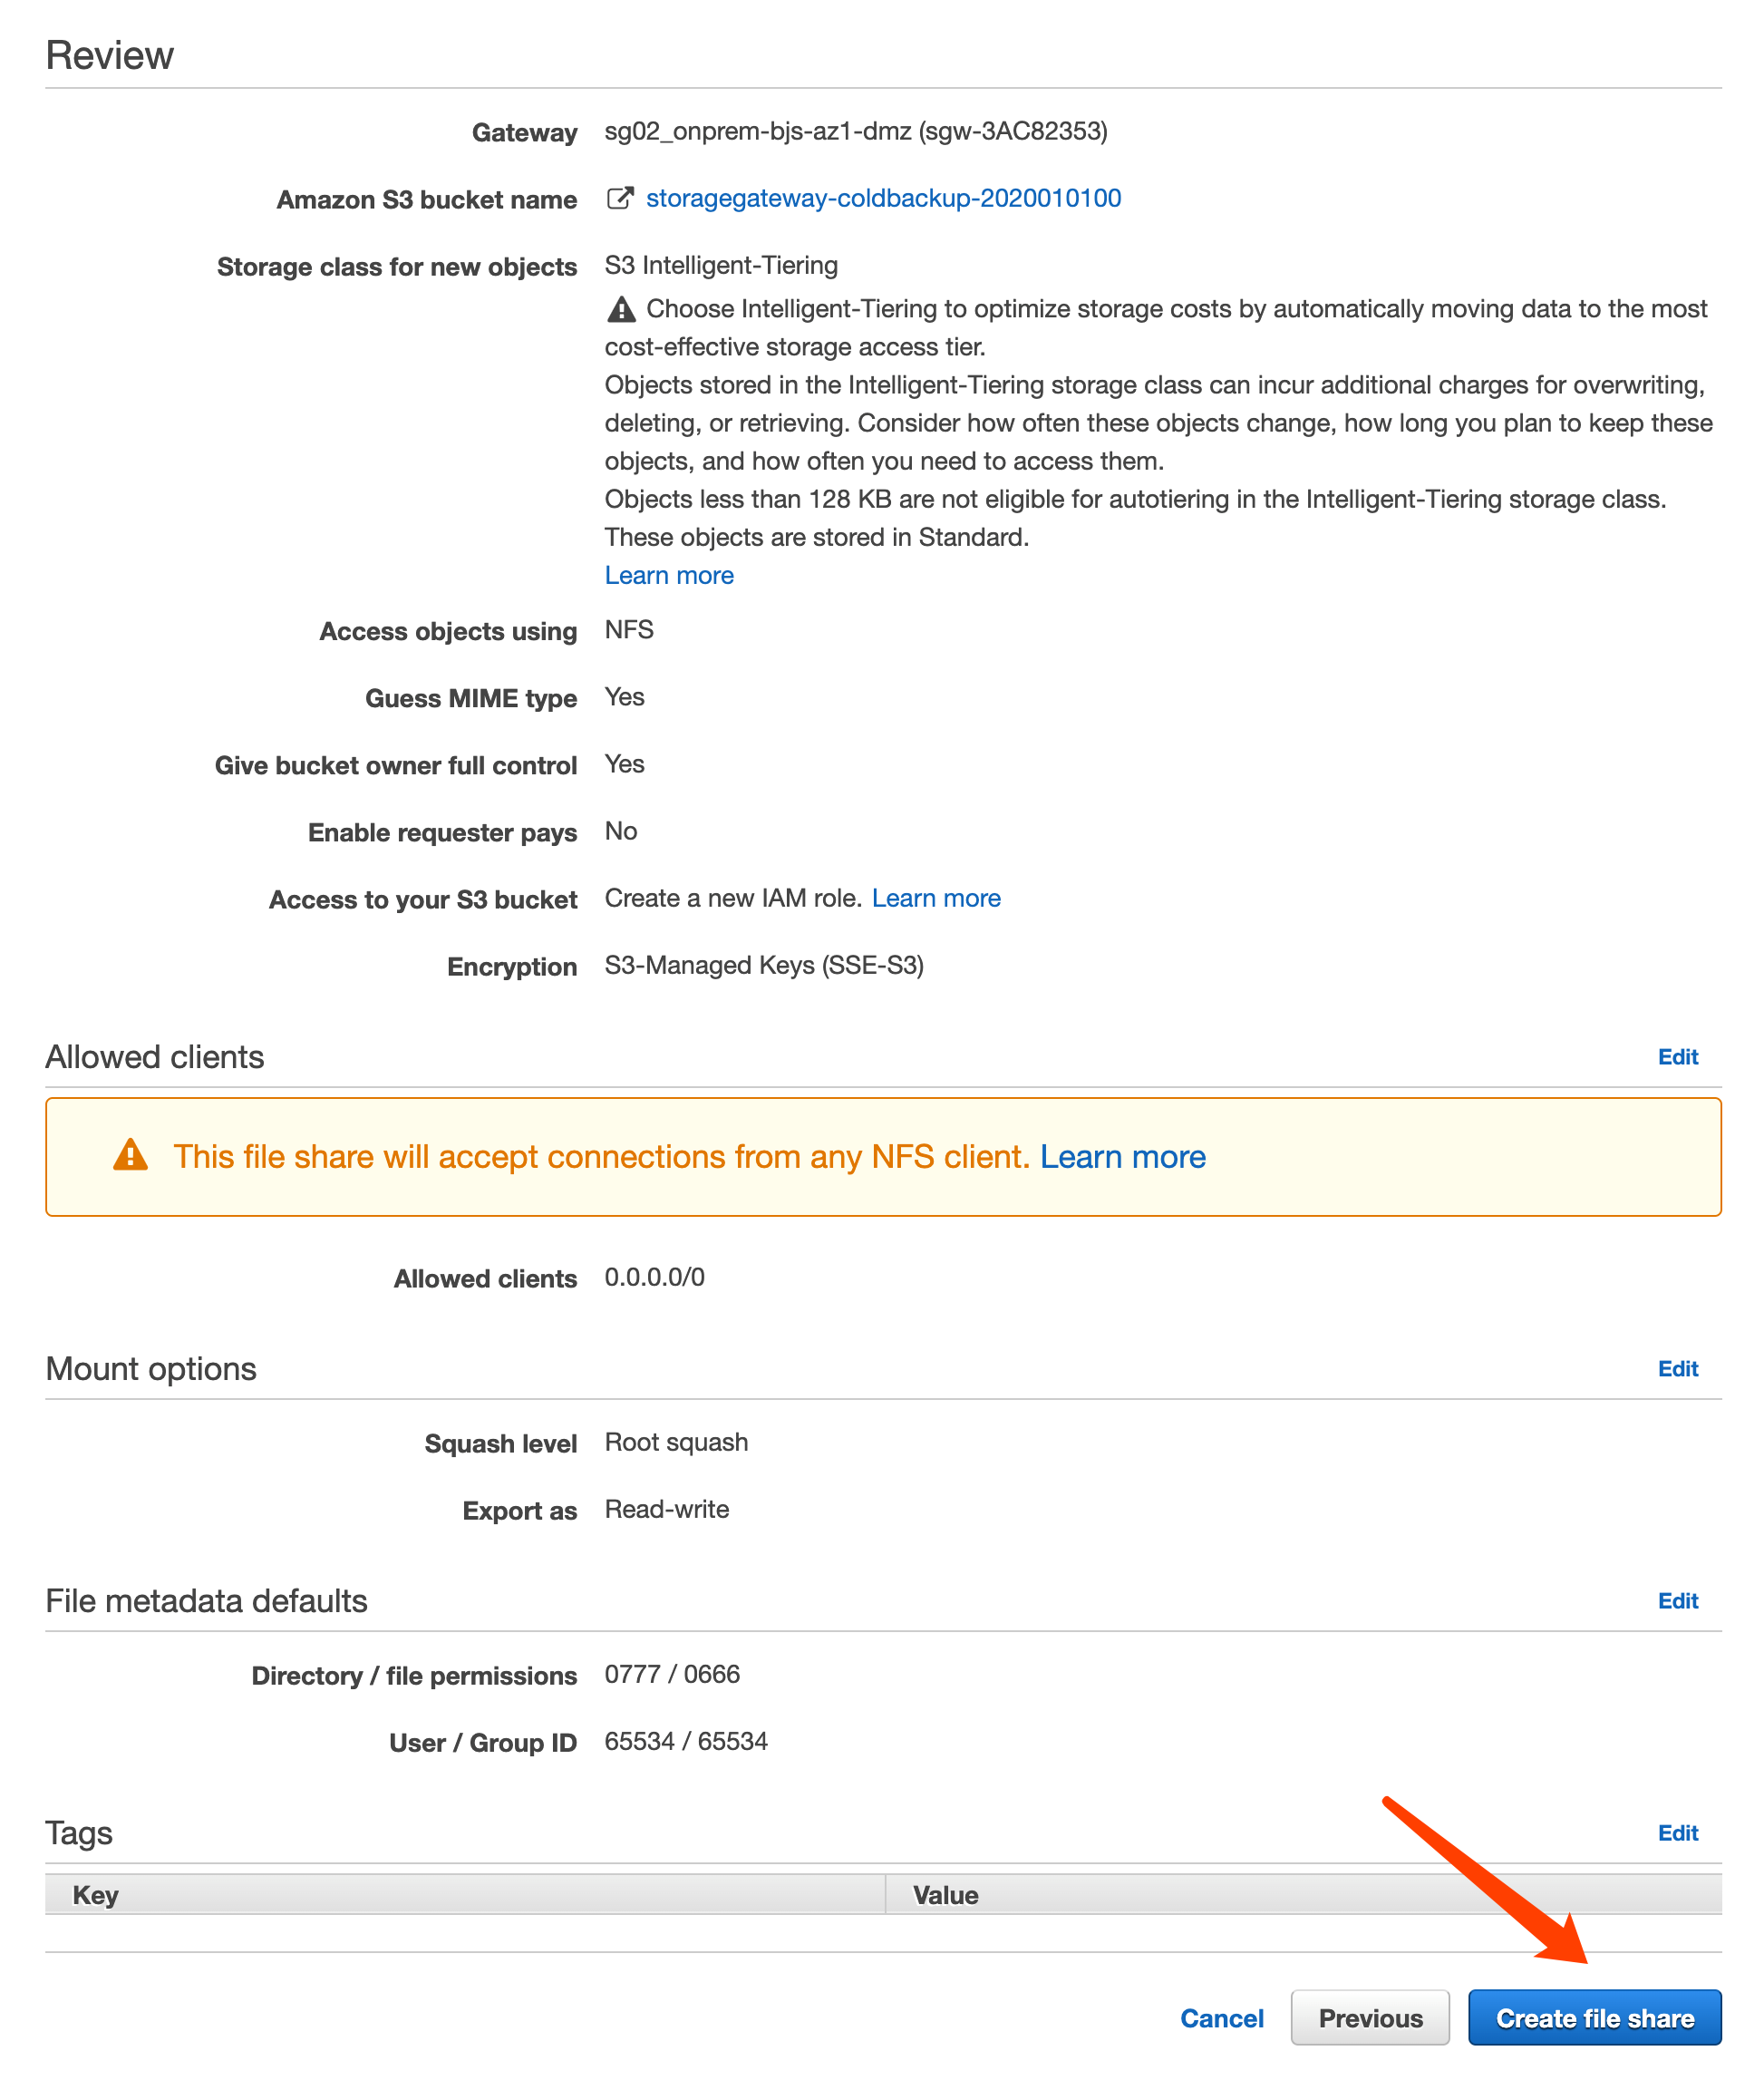 Review
Gateway sg02_onprem-bjs-az1-dmz (sgw-3AC82353)
Amazon S3 bucket name storagegateway-coldbackup-2020010100
Storage class for new objects S3 Intelligent-Tiering
Choose Intelligent-Tiering to optimize storage costs by automatically moving data to the most
cost-effective storage access tier.
Objects stored in the Intelligent-Tiering storage class can incur additional charges for overwriting,
deleting, or retrieving. Consider how often these objects change, how long you plan to keep these
objects, and how often you need to access them.
Objects less than 128 KB are not eligible for autotiering in the Intelligent-Tiering storage class.
These objects are stored in Standard.
Learn more
Access objects using NFS
Guess MIME type Yes
Give bucket owner full control Yes
Enable requester pays No
Access to your S3 bucket Create a new IAM role. Learn more
Encryption S3-Managed Keys (SSE-S3)
Allowed clients Edit
This file share will accept connections from any NFS client. Learn more
Allowed clients 0.0.0.0/0
Mount options Edit
Squash level Root squash
Export as Read-write
File metadata defaults Edit
Directory / file permissions 0777 / 0666
User / Group ID 65534 / 65534
Tags Edit
Key Value
Cancel Previous Create file share